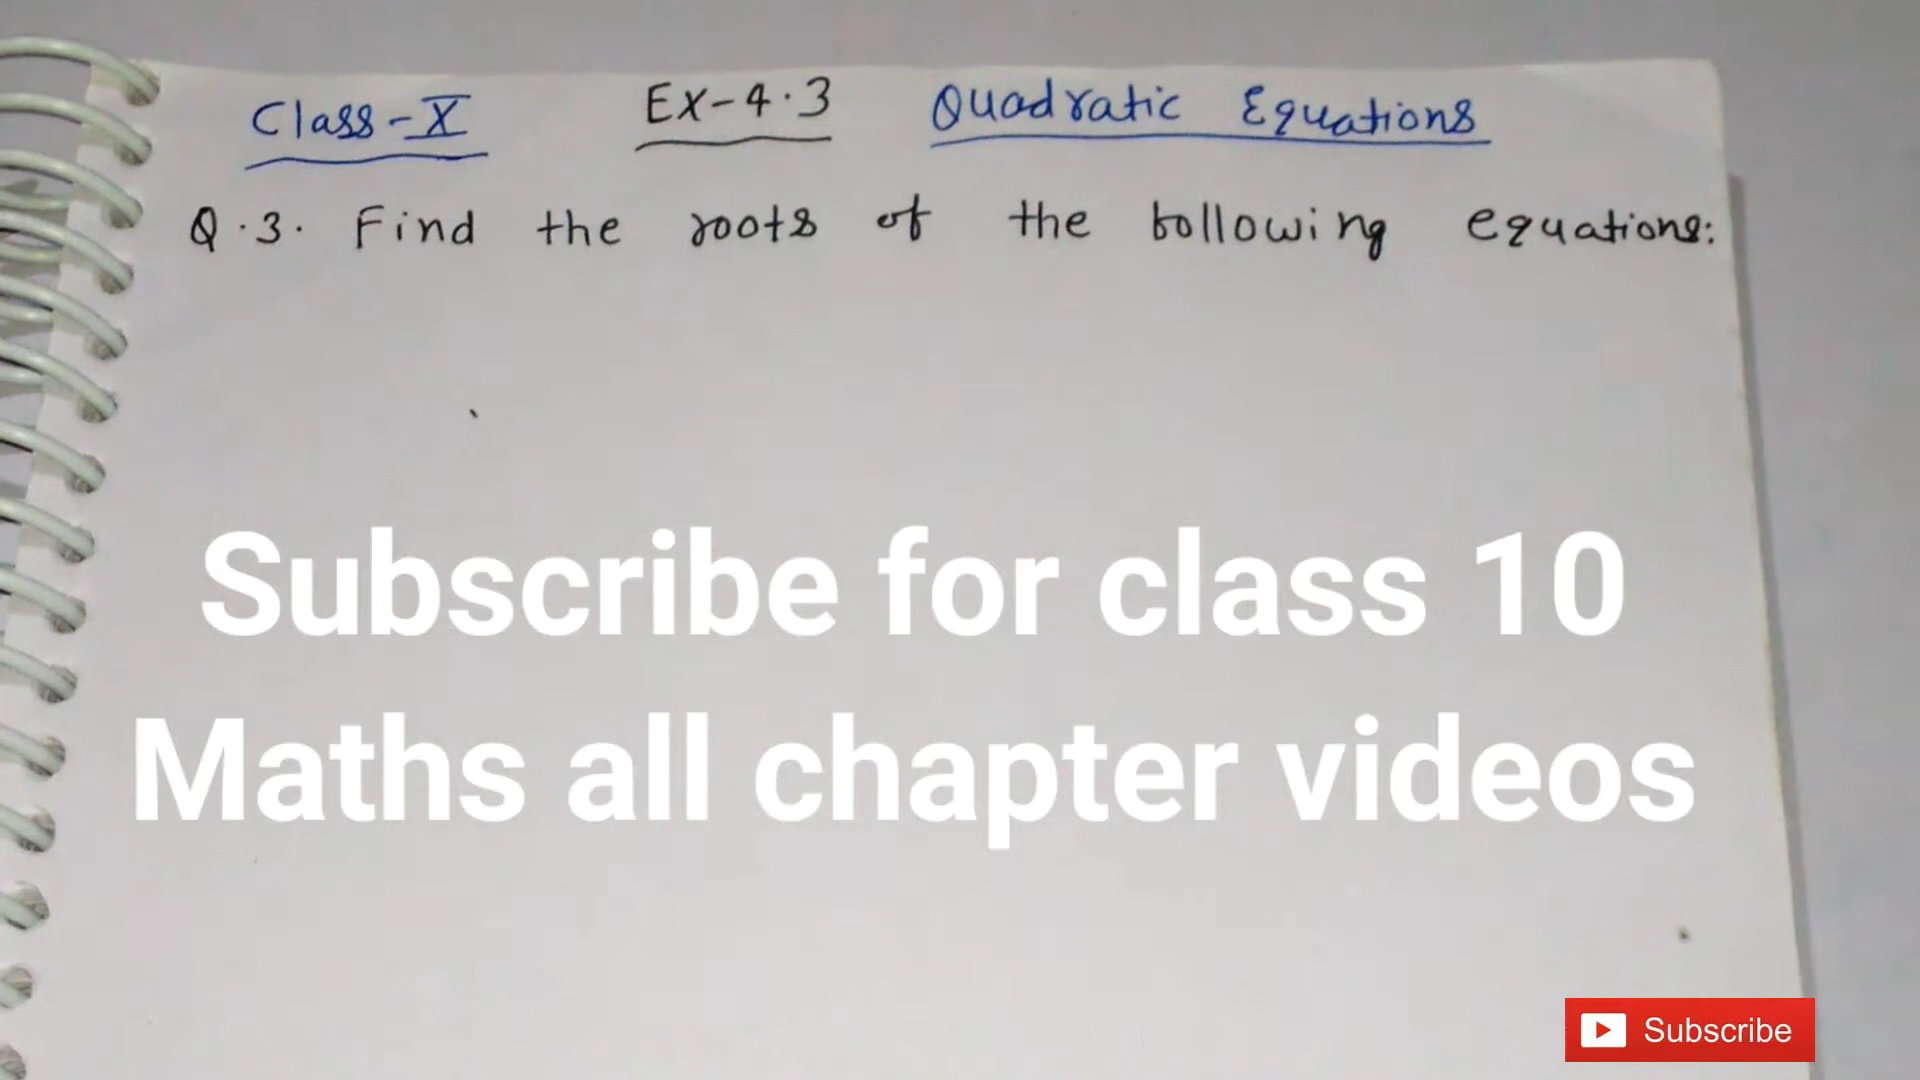 Class-X Ex-4.3 Quadratic Equations
Q.3. Find the roots of the following equations:
Subscribe for class 10
Maths all chapter videos
Subscribe